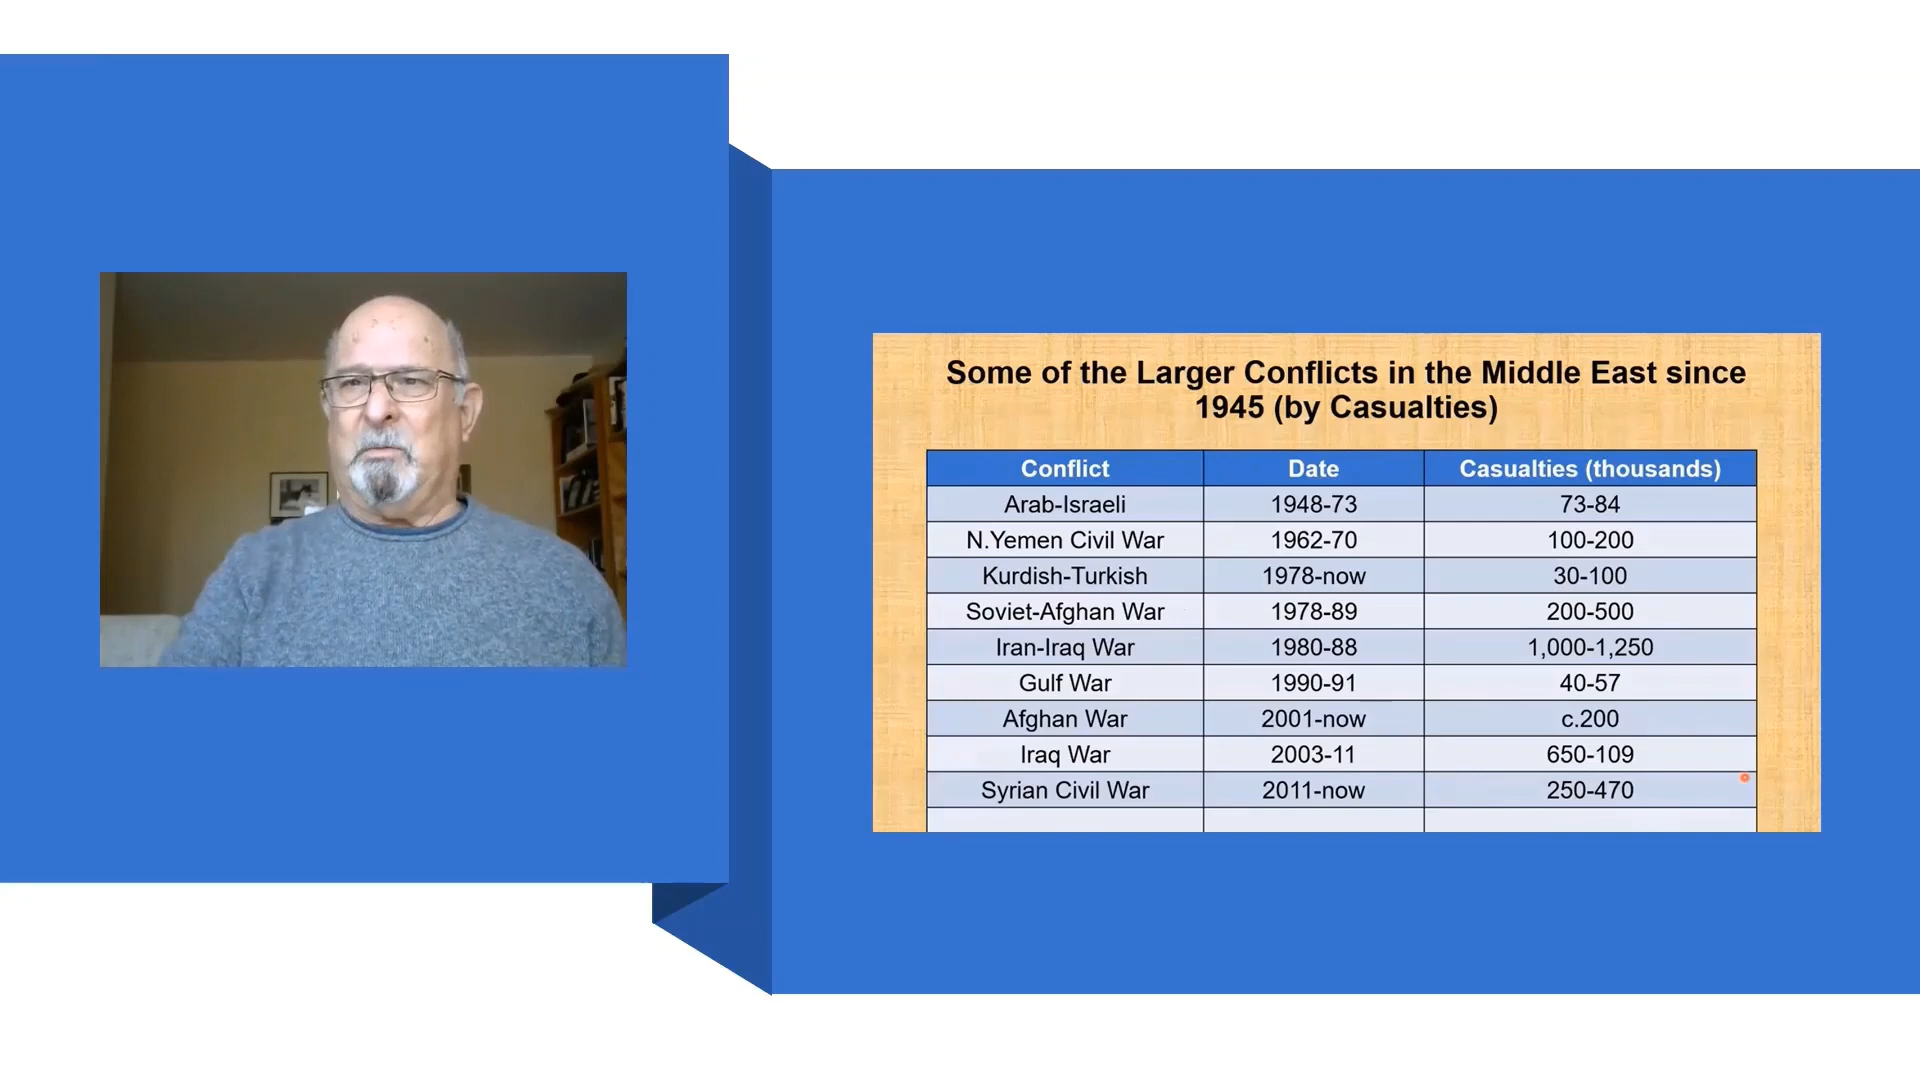 Some of the Larger Conflicts in the Middle East since
1945 (by Casualties)
Conflict Date Casualties (thousands)
Arab-Israeli 1948-73 73-84
N.Yemen Civil War 1962-70 100-200
Kurdish-Turkish 1978-now 30-100
Soviet-Afghan War 1978-89 200-500
Iran-Iraq War 1980-88 1,000-1,250
Gulf War 1990-91 40-57
Afghan War 2001-now c.200
Iraq War 2003-11 650-109
Syrian Civil War 2011-now 250-470